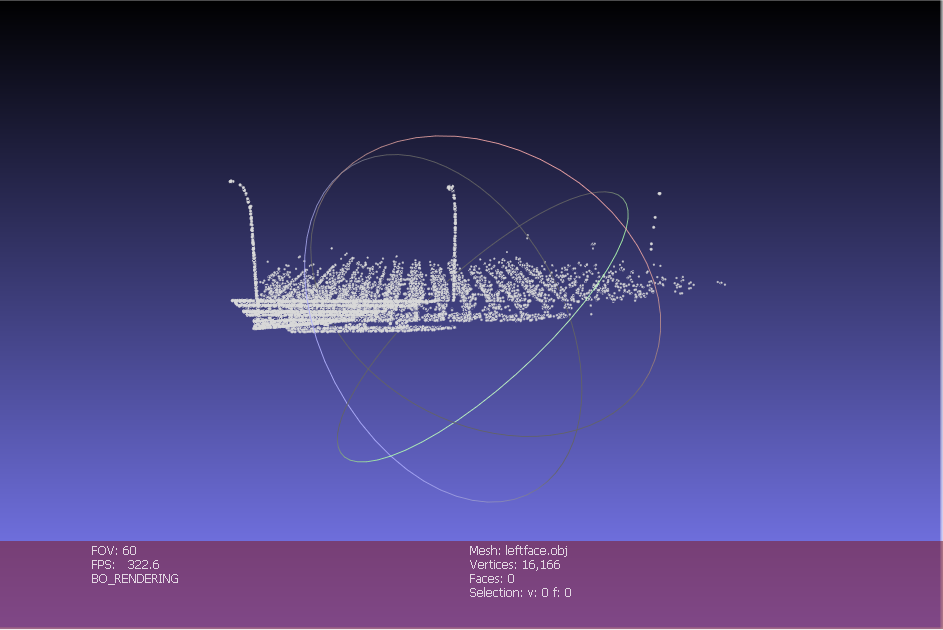 FOV: 60
FPS:   322.6
BO_RENDERING
Mesh: leftface.obj
Vertices: 16,166
Faces: 0
Selection: v: 0 f: 0